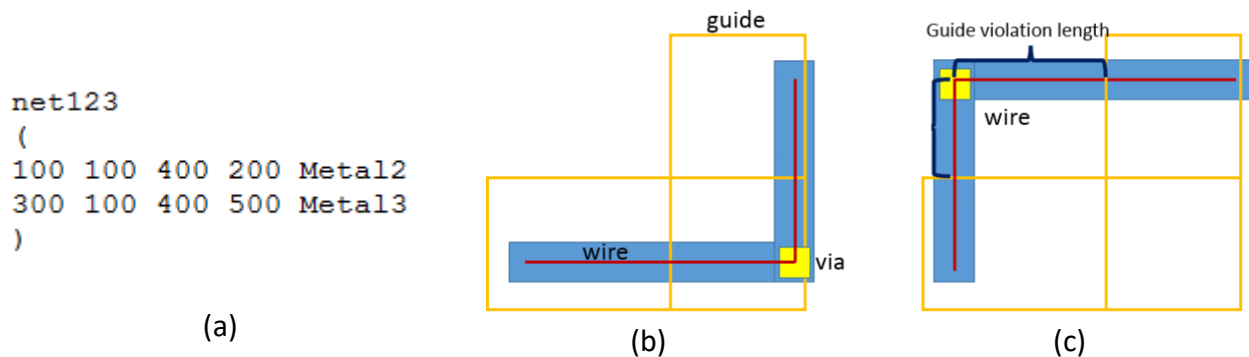 net123
(
100 100 400 200 Metal2
300 100 400 500 Metal3
)
(a)
guide
wire
via
(b)
Guide violation length
wire
(c)